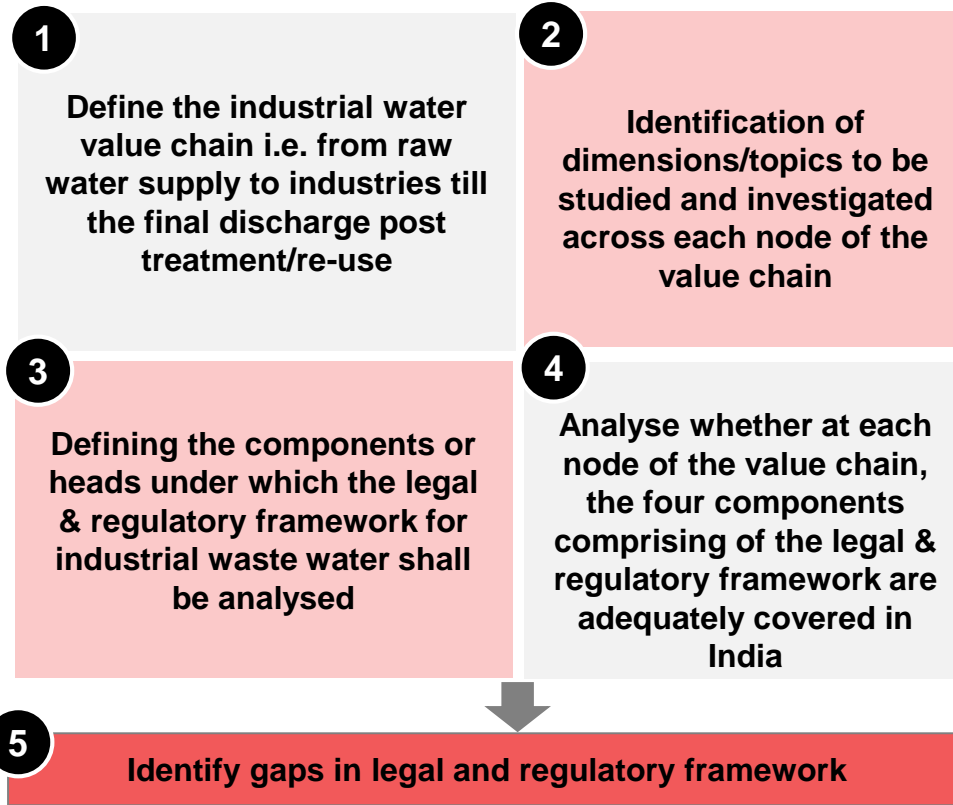 1
Define the industrial water
value chain i.e. from raw
water supply to industries till
the final discharge post
treatment/re-use
2
Identification of
dimensions/topics to be
studied and investigated
across each node of the
value chain
3
Defining the components or
heads under which the legal
& regulatory framework for
industrial waste water shall
be analysed
4
Analyse whether at each
node of the value chain,
the four components
comprising of the legal &
regulatory framework are
adequately covered in
India
5
Identify gaps in legal and regulatory framework